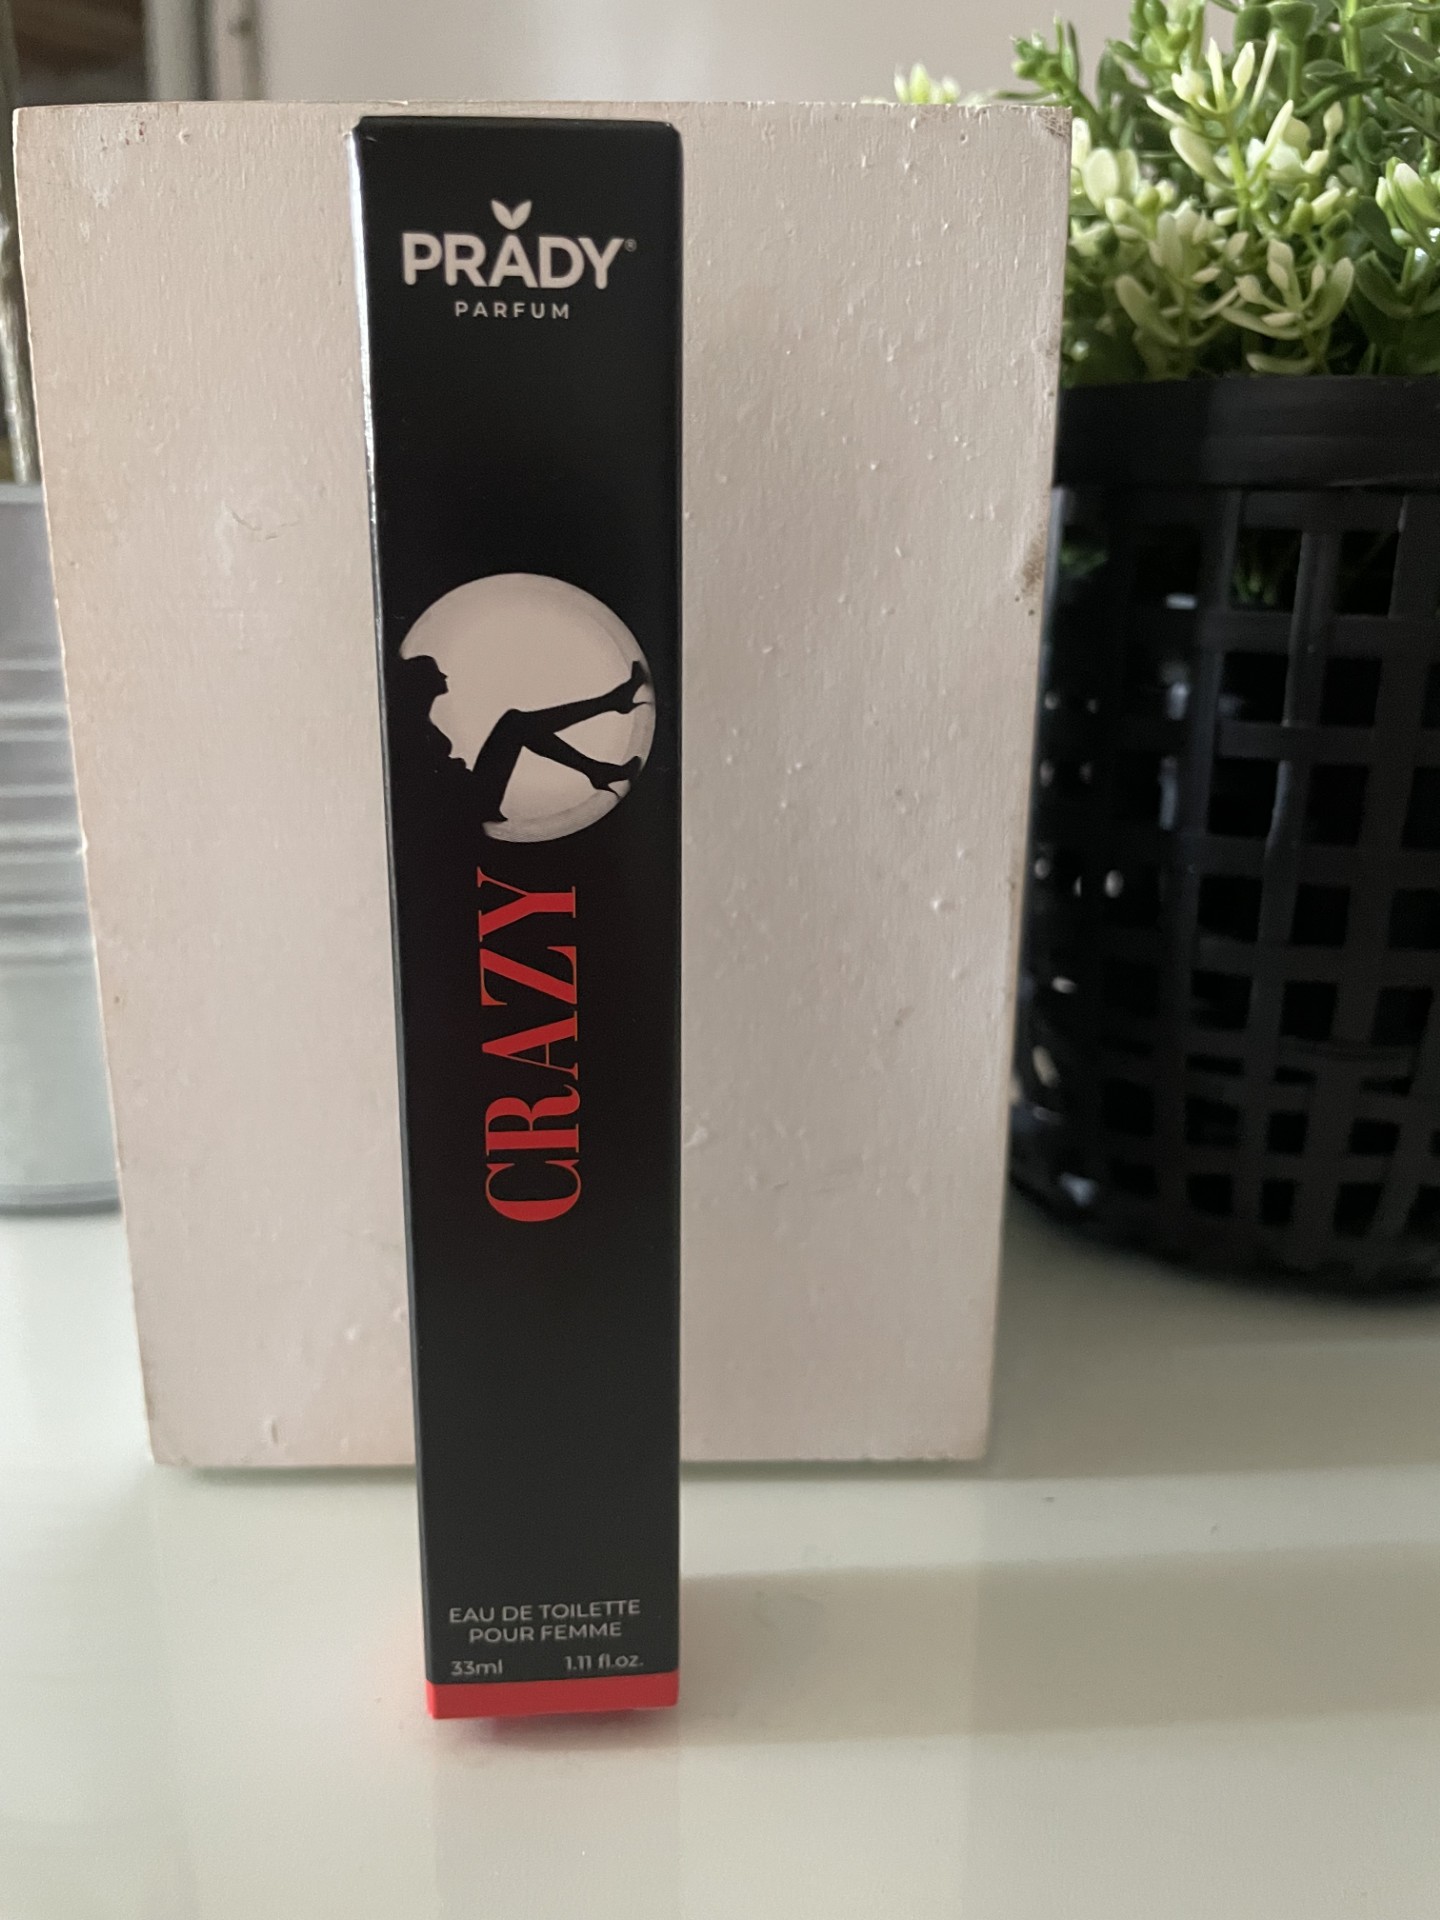 PRADY®
PARFUM
CRAZY
EAU DE TOILETTE
POUR FEMME
33ml 1.11 fl.oz.